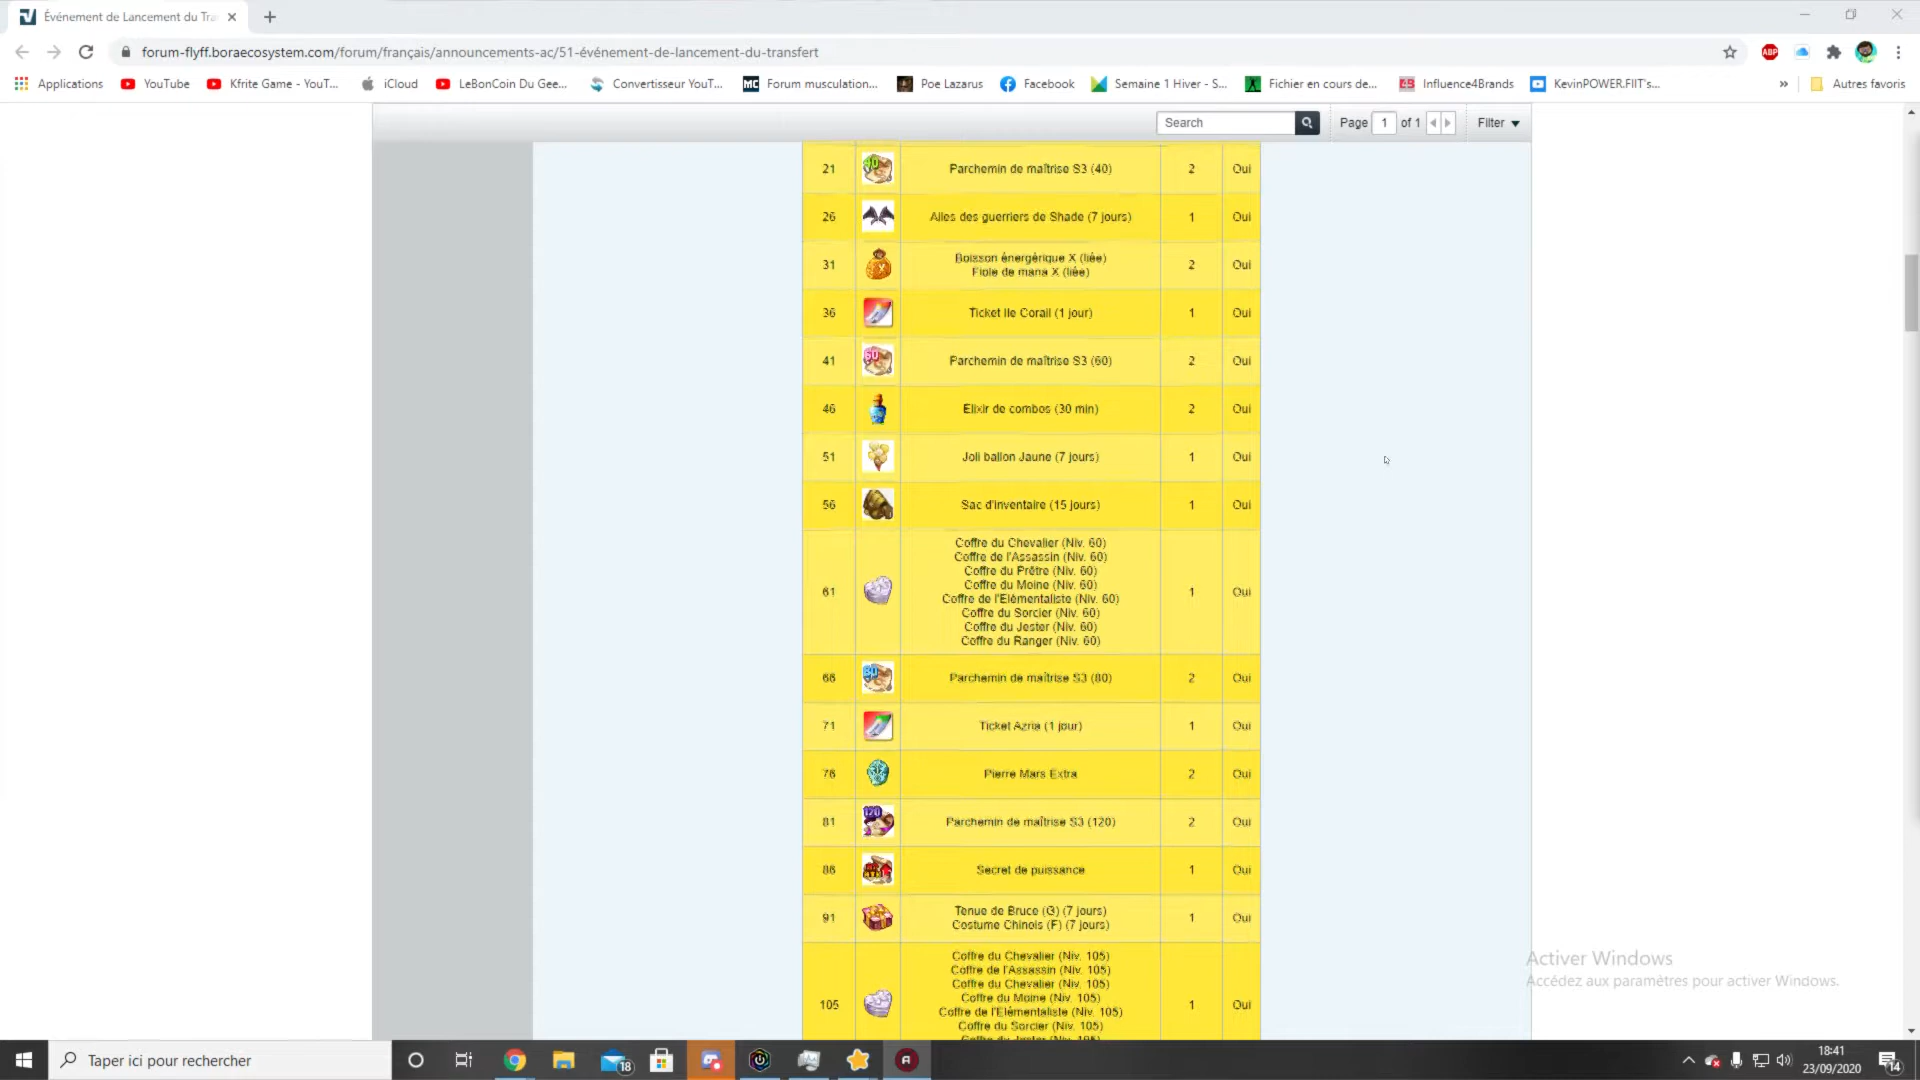 Événement de Lancement du Tra
forum-flyff.boraecosystem.com/forum/français/announcements-ac/51-événement-de-lancement-du-transfert
ABP
Applications
YouTube
Kfrite Game - YouT...
iCloud
LeBonCoin Du Gee...
Convertisseur YouT...
MC
Forum musculation...
Poe Lazarus
Facebook
Semaine 1 Hiver - S...
Fichier en cours de...
Influence4Brands
KevinPOWER.FIIT's...
»
Autres favoris
Search
Page 1 of 1
Filter
21 Parchemin de maîtrise S3 (40) 2 Oui
26 Ailes des guerriers de Shade (7 jours) 1 Oui
31 Boisson énergérique X (liée)
Fiole de mana X (liée) 2 Oui
36 Ticket Ile Corail (1 jour) 1 Oui
41 Parchemin de maîtrise S3 (60) 2 Oui
46 Elixir de combos (30 min) 2 Oui
51 Joli ballon Jaune (7 jours) 1 Oui
56 Sac d'inventaire (15 jours) 1 Oui
Coffre du Chevalier (Niv. 60)
Coffre de l'Assassin (Niv. 60)
Coffre du Prêtre (Niv. 60)
Coffre du Moine (Niv. 60)
61 Coffre de l'Elémentaliste (Niv. 60) 1 Oui
Coffre du Sorcier (Niv. 60)
Coffre du Jester (Niv. 60)
Coffre du Ranger (Niv. 60)
66 Parchemin de maîtrise S3 (80) 2 Oui
71 Ticket Azria (1 jour) 1 Oui
76 Pierre Mars Extra 2 Oui
81 Parchemin de maîtrise S3 (120) 2 Oui
86 Secret de puissance 1 Oui
91 Tenue de Bruce (G) (7 jours)
Costume Chinois (F) (7 jours) 1 Oui
Coffre du Chevalier (Niv. 105)
Coffre de l'Assassin (Niv. 105)
Coffre du Chevalier (Niv. 105)
Coffre du Moine (Niv. 105)
105 Coffre de l'Elémentaliste (Niv. 105) 1 Oui
Coffre du Sorcier (Niv. 105)
Activer Windows
Accédez aux paramètres pour activer Windows.
Taper ici pour rechercher
18
18:41
23/09/2020
14